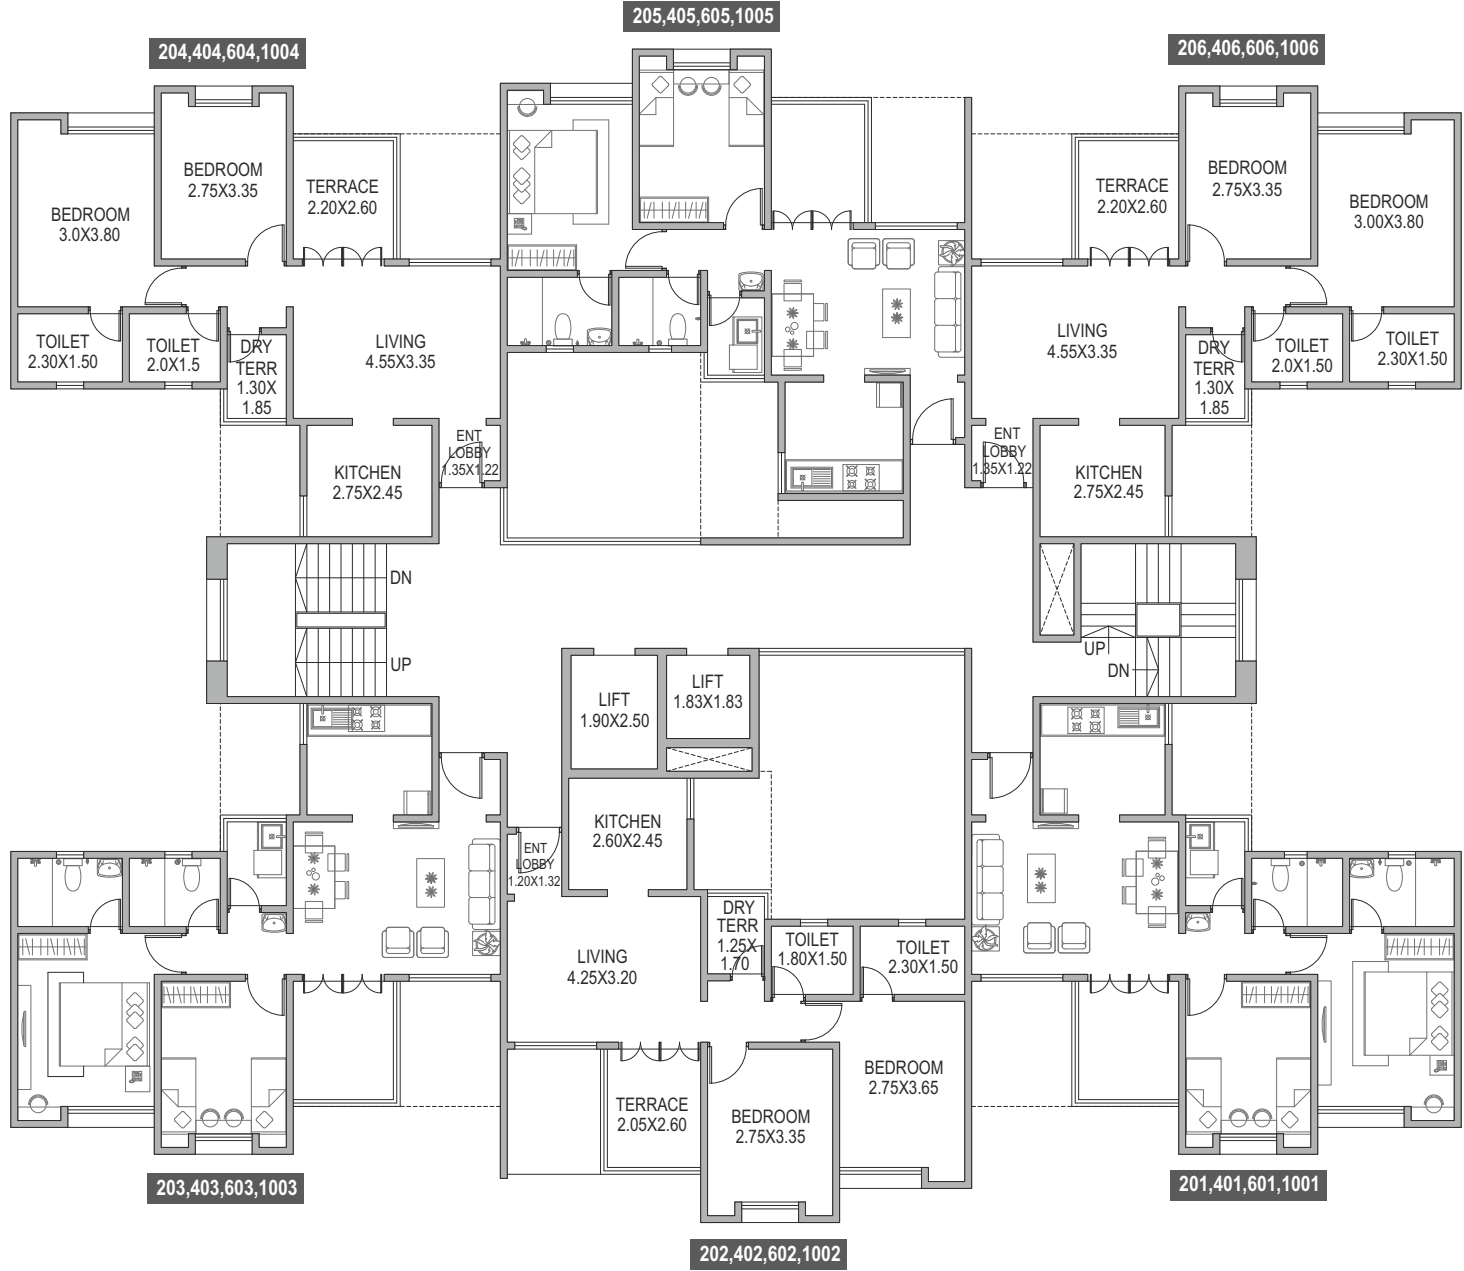 205,405,605,1005
204,404,604,1004
206,406,606,1006
BEDROOM
2.75X3.35
BEDROOM
3.0X3.80
TERRACE
2.20X2.60
TOILET
2.30X1.50
TOILET
2.0X1.5
DRY
TERR
1.30X
1.85
LIVING
4.55X3.35
KITCHEN
2.75X2.45
ENT
LOBBY
1.35X1.22
TERRACE
2.20X2.60
BEDROOM
2.75X3.35
BEDROOM
3.00X3.80
LIVING
4.55X3.35
DRY
TERR
1.30X
1.85
TOILET
2.0X1.50
TOILET
2.30X1.50
ENT
LOBBY
1.35X1.22
KITCHEN
2.75X2.45
DN
UP
UP
DN
LIFT
1.90X2.50
LIFT
1.83X1.83
KITCHEN
2.60X2.45
ENT
LOBBY
1.20X1.32
DRY
TERR
1.25X
1.70
TOILET
1.80X1.50
TOILET
2.30X1.50
LIVING
4.25X3.20
BEDROOM
2.75X3.65
TERRACE
2.05X2.60
BEDROOM
2.75X3.35
203,403,603,1003
201,401,601,1001
202,402,602,1002